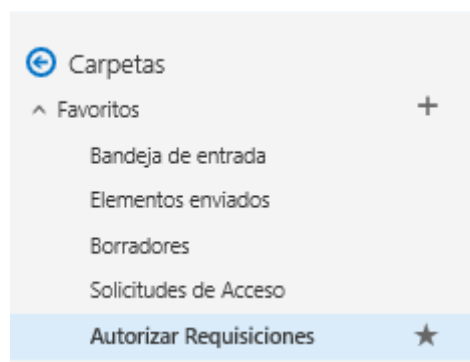 Carpetas
Favoritos
Bandeja de entrada
Elementos enviados
Borradores
Solicitudes de Acceso
Autorizar Requisiciones